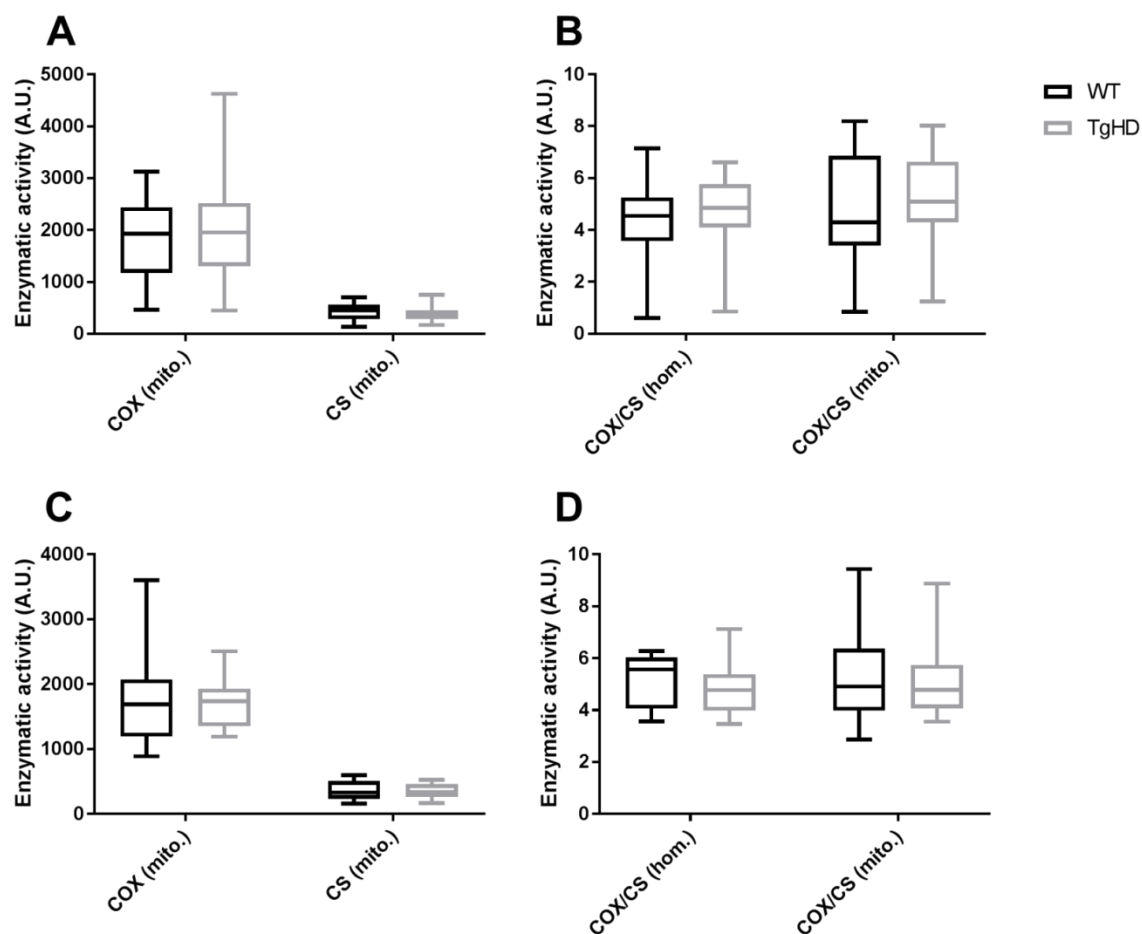 A
Enzymatic activity (A.U.)
5000
4000
3000
2000
1000
0
COX (mito.)
CS (mito.)
B
Enzymatic activity (A.U.)
10
8
6
4
2
0
COX/CS (hom.)
COX/CS (mito.)
WT
TgHD
C
Enzymatic activity (A.U.)
4000
3000
2000
1000
0
COX (mito.)
CS (mito.)
D
Enzymatic activity (A.U.)
10
8
6
4
2
0
COX/CS (hom.)
COX/CS (mito.)